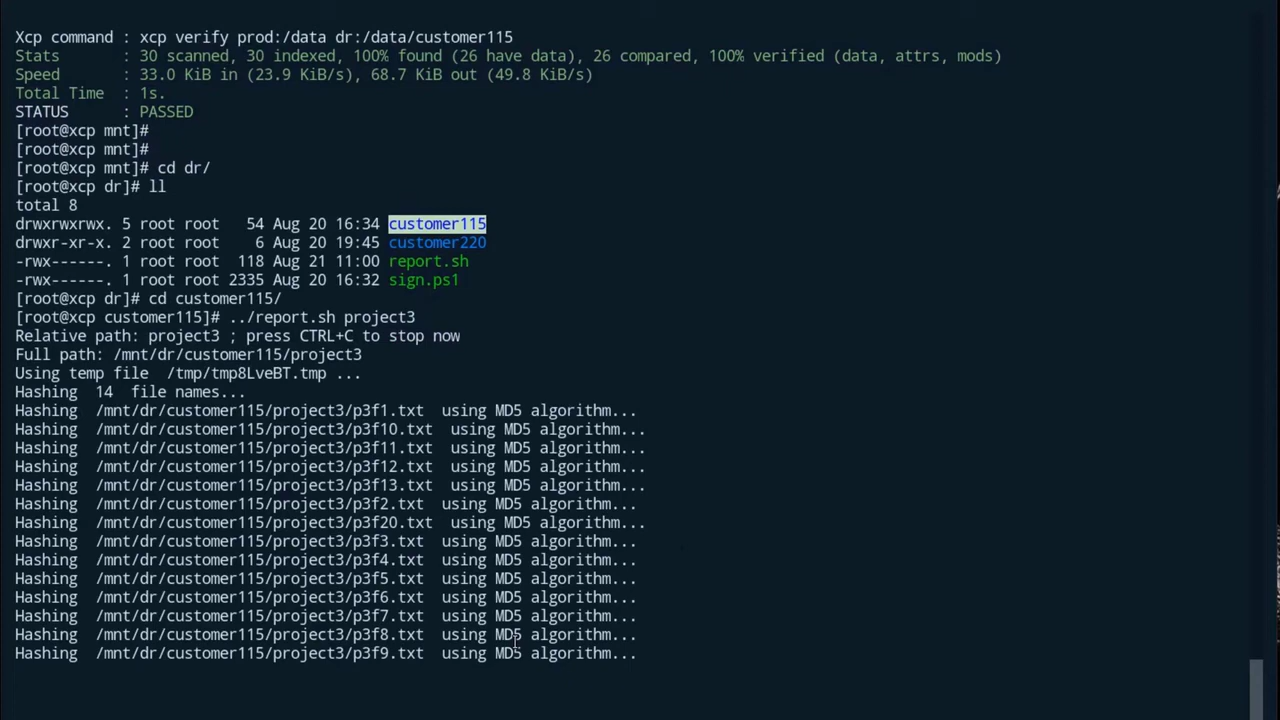 Xcp command : xcp verify prod:/data dr:/data/customer115
Stats       : 30 scanned, 30 indexed, 100% found (26 have data), 26 compared, 100% verified (data, attrs, mods)
Speed       : 33.0 KiB in (23.9 KiB/s), 68.7 KiB out (49.8 KiB/s)
Total Time  : 1s.
STATUS      : PASSED
[root@xcp mnt]#
[root@xcp mnt]#
[root@xcp mnt]# cd dr/
[root@xcp dr]# ll
total 8
drwxrwxrwx. 5 root root   54 Aug 20 16:34 customer115
drwxr-xr-x. 2 root root    6 Aug 20 19:45 customer220
-rwx------. 1 root root  118 Aug 21 11:00 report.sh
-rwx------. 1 root root 2335 Aug 20 16:32 sign.ps1
[root@xcp dr]# cd customer115/
[root@xcp customer115]# ../report.sh project3
Relative path: project3 ; press CTRL+C to stop now
Full path: /mnt/dr/customer115/project3
Using temp file  /tmp/tmp8LveBT.tmp ...
Hashing  14  file names...
Hashing  /mnt/dr/customer115/project3/p3f1.txt  using MD5 algorithm...
Hashing  /mnt/dr/customer115/project3/p3f10.txt  using MD5 algorithm...
Hashing  /mnt/dr/customer115/project3/p3f11.txt  using MD5 algorithm...
Hashing  /mnt/dr/customer115/project3/p3f12.txt  using MD5 algorithm...
Hashing  /mnt/dr/customer115/project3/p3f13.txt  using MD5 algorithm...
Hashing  /mnt/dr/customer115/project3/p3f2.txt  using MD5 algorithm...
Hashing  /mnt/dr/customer115/project3/p3f20.txt  using MD5 algorithm...
Hashing  /mnt/dr/customer115/project3/p3f3.txt  using MD5 algorithm...
Hashing  /mnt/dr/customer115/project3/p3f4.txt  using MD5 algorithm...
Hashing  /mnt/dr/customer115/project3/p3f5.txt  using MD5 algorithm...
Hashing  /mnt/dr/customer115/project3/p3f6.txt  using MD5 algorithm...
Hashing  /mnt/dr/customer115/project3/p3f7.txt  using MD5 algorithm...
Hashing  /mnt/dr/customer115/project3/p3f8.txt  using MD5 algorithm...
Hashing  /mnt/dr/customer115/project3/p3f9.txt  using MD5 algorithm...